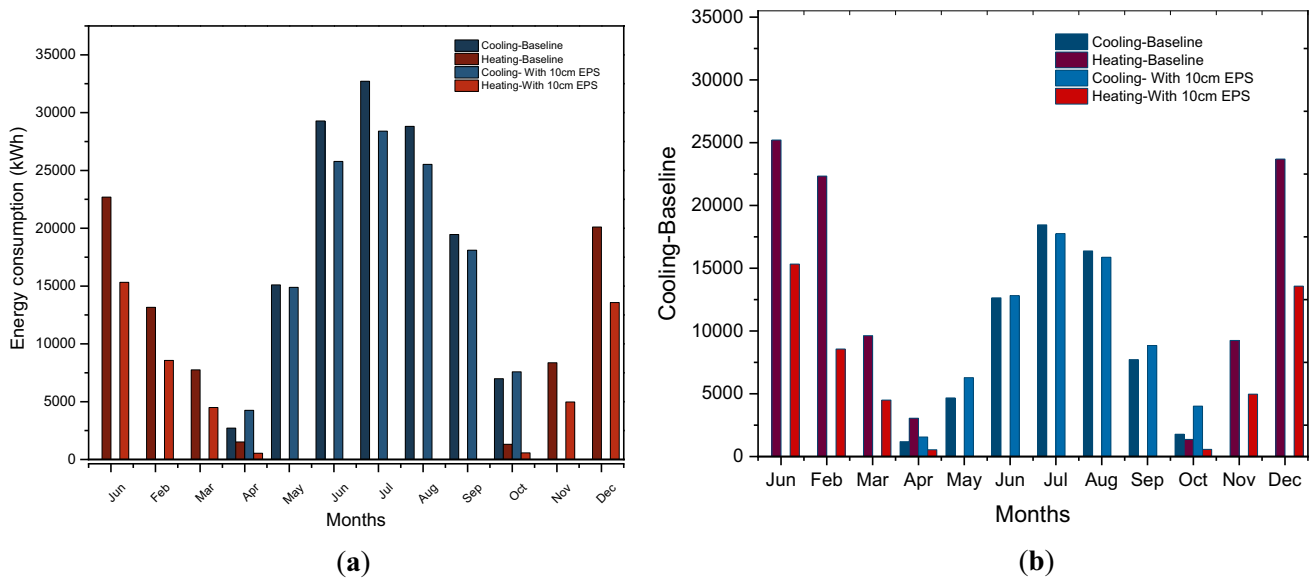 35000
30000
25000
20000
15000
10000
5000
0
Energy consumption (kWh)
Cooling-Baseline
Heating-Baseline
Cooling- With 10cm EPS
Heating-With 10cm EPS
Jun Feb Mar Apr May Jun Jul Aug Sep Oct Nov Dec
Months
(a)
35000
30000
25000
20000
15000
10000
5000
0
Cooling-Baseline
Cooling-Baseline
Heating-Baseline
Cooling- With 10cm EPS
Heating-With 10cm EPS
Jun Feb Mar Apr May Jun Jul Aug Sep Oct Nov Dec
Months
(b)